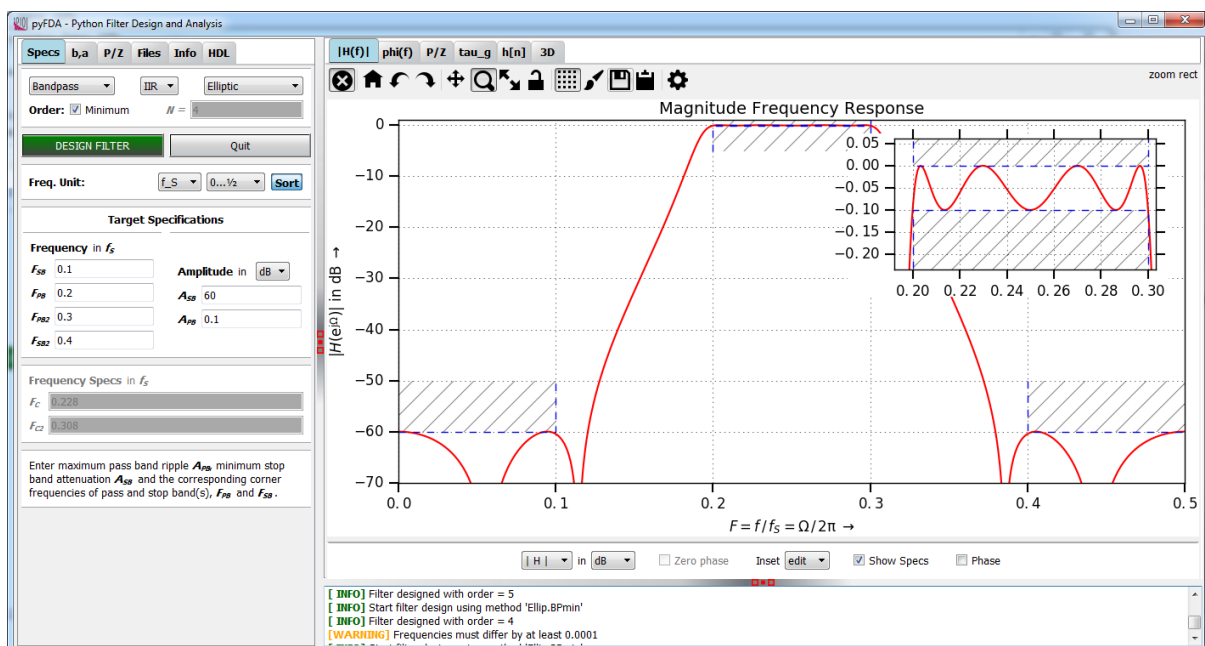 pyFDA - Python Filter Design and Analysis
Specs b,a P/Z Files Info HDL
Bandpass IIR Elliptic
Order: Minimum N = 4
DESIGN FILTER Quit
Freq. Unit: f_S 0...½ Sort
Target Specifications
Frequency in fS
FSB 0.1
Amplitude in dB
FPB 0.2
ASB 60
FPB2 0.3
APB 0.1
FSB2 0.4
Frequency Specs in fS
FC 0.228
FC2 0.308
Enter maximum pass band ripple APB, minimum stop
band attenuation ASB and the corresponding corner
frequencies of pass and stop band(s), FPB and FSB .
|H(f)| phi(f) P/Z tau_g h[n] 3D
zoom rect
Magnitude Frequency Response
|H(e^jΩ)| in dB →
0
−10
−20
−30
−40
−50
−60
−70
0.0 0.1 0.2 0.3 0.4 0.5
F = f/fS = Ω/2π →
0.05
0.00
−0.05
−0.10
−0.15
−0.20
0.20 0.22 0.24 0.26 0.28 0.30
| H | in dB Zero phase Inset edit Show Specs Phase
[ INFO] Filter designed with order = 5
[ INFO] Start filter design using method 'Ellip.BPmin'
[ INFO] Filter designed with order = 4
[WARNING] Frequencies must differ by at least 0.0001